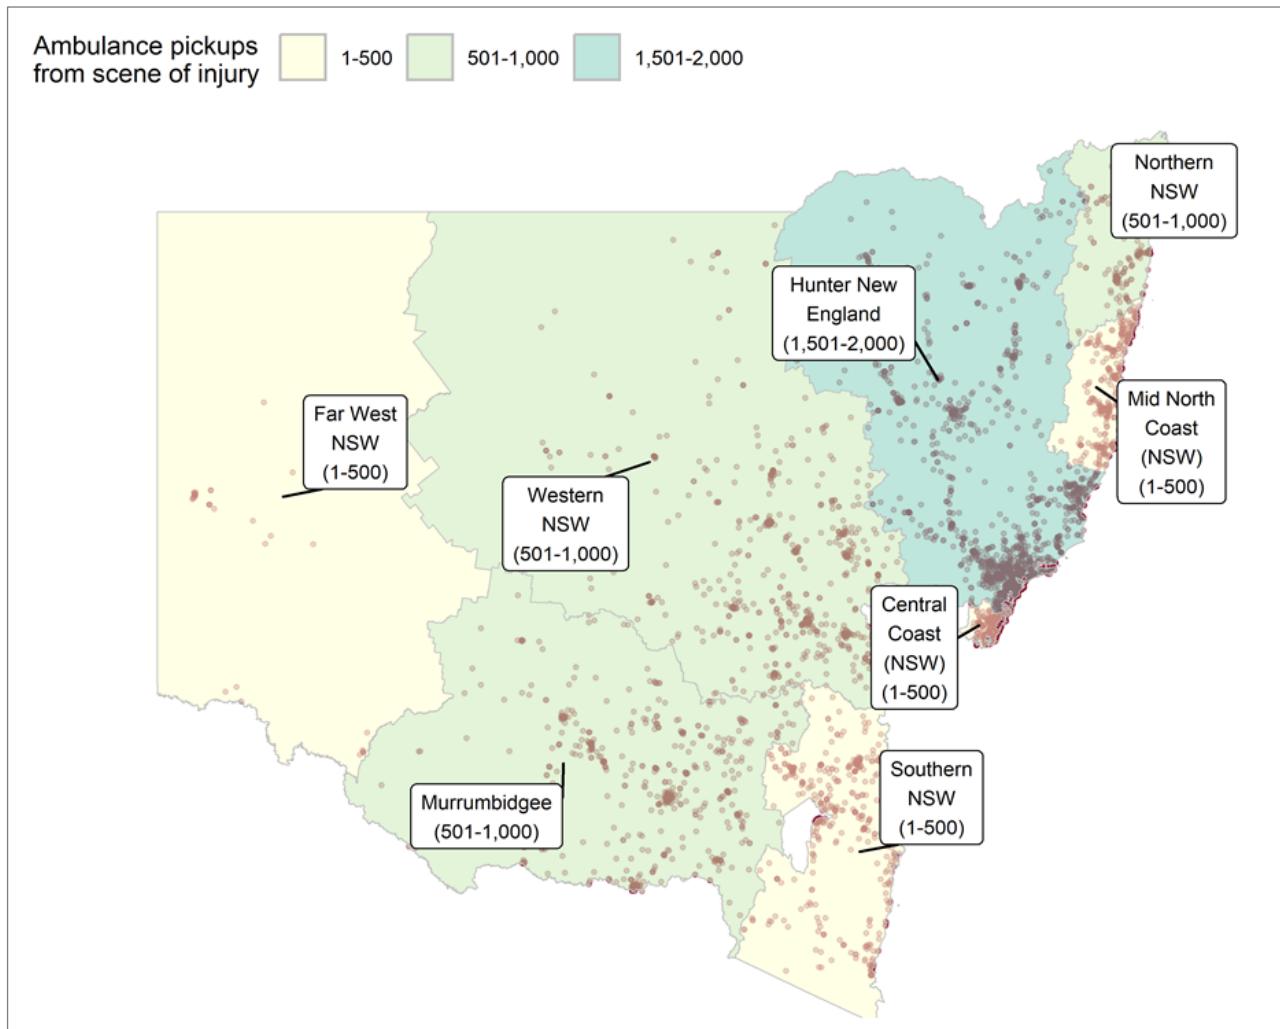 Ambulance pickups
from scene of injury
1-500
501-1,000
1,501-2,000
Northern
NSW
(501-1,000)
Hunter New
England
(1,501-2,000)
Mid North
Coast
(NSW)
(1-500)
Far West
NSW
(1-500)
Western
NSW
(501-1,000)
Central
Coast
(NSW)
(1-500)
Southern
NSW
(1-500)
Murrumbidgee
(501-1,000)